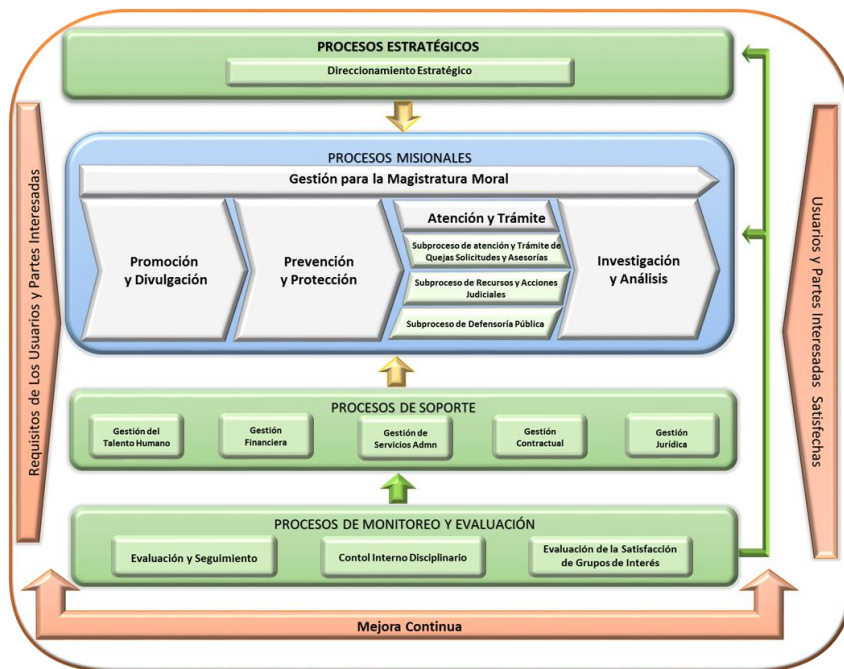 PROCESOS ESTRATÉGICOS
Direccionamiento Estratégico
Requisitos de Los Usuarios y Partes Interesadas
PROCESOS MISIONALES
Gestión para la Magistratura Moral
Promoción
y Divulgación
Prevención
y Protección
Atención y Trámite
Subproceso de atención y Trámite de
Quejas Solicitudes y Asesorías
Subproceso de Recursos y Acciones
Judiciales
Subproceso de Defensoría Pública
Investigación
y Análisis
Usuarios y Partes Interesadas Satisfechas
PROCESOS DE SOPORTE
Gestión del
Talento Humano
Gestión
Financiera
Gestión de
Servicios Admn
Gestión
Contractual
Gestión
Jurídica
PROCESOS DE MONITOREO Y EVALUACIÓN
Evaluación y Seguimiento
Contol Interno Disciplinario
Evaluación de la Satisfacción
de Grupos de Interés
Mejora Continua